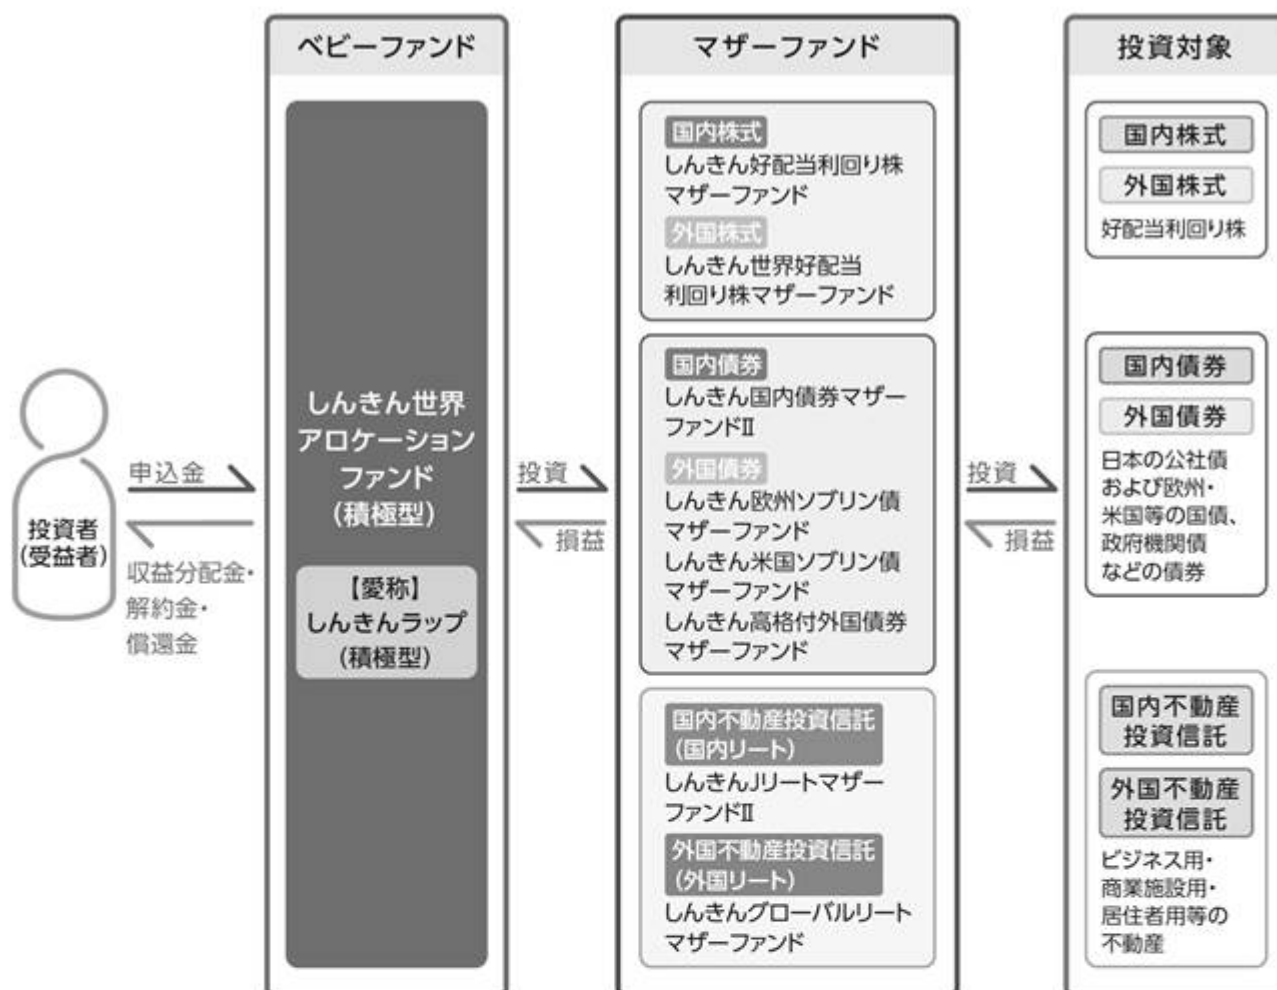 ベビーファンド
マザーファンド
投資対象
投資者
(受益者)
申込金
収益分配金・
解約金・
償還金
しんきん世界
アロケーション
ファンド
(積極型)
【愛称】
しんきんラップ
(積極型)
投資
損益
国内株式
しんきん好配当利回り株
マザーファンド
外国株式
しんきん世界好配当
利回り株マザーファンド
国内債券
しんきん国内債券マザー
ファンドⅡ
外国債券
しんきん欧州ソブリン債
マザーファンド
しんきん米国ソブリン債
マザーファンド
しんきん高格付外国債券
マザーファンド
国内不動産投資信託
(国内リート)
しんきんJリートマザー
ファンドⅡ
外国不動産投資信託
(外国リート)
しんきんグローバルリート
マザーファンド
投資
損益
国内株式
外国株式
好配当利回り株
国内債券
外国債券
日本の公社債
および欧州・
米国等の国債、
政府機関債
などの債券
国内不動産
投資信託
外国不動産
投資信託
ビジネス用・
商業施設用・
居住者用等の
不動産